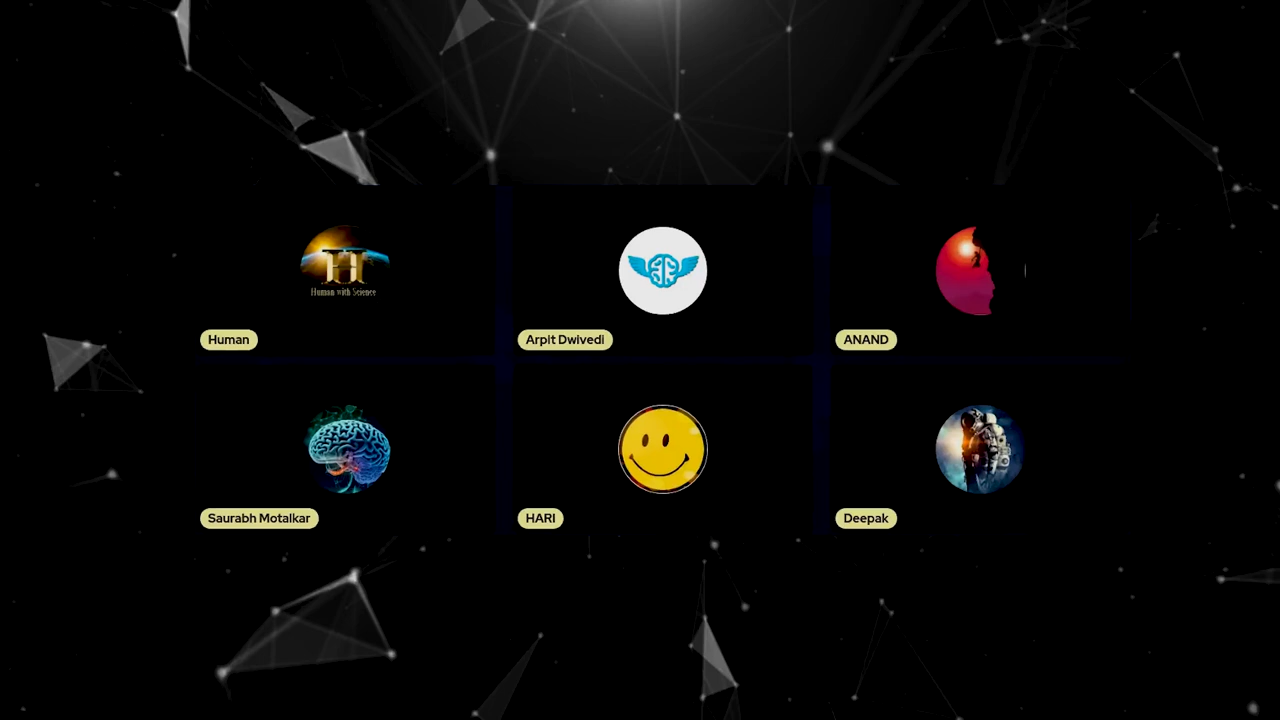 H
Human with Science
Human
Arpit Dwivedi
ANAND
Saurabh Motalkar
HARI
Deepak